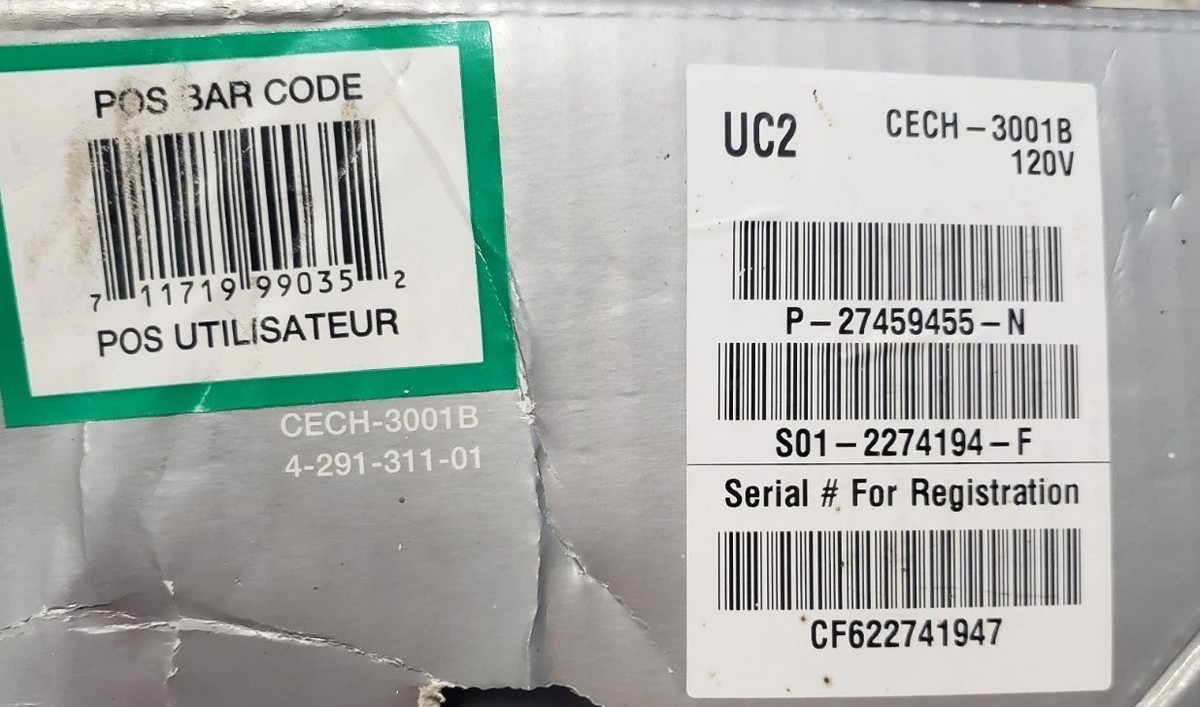 POS BAR CODE
7 11719 99035 2
POS UTILISATEUR
CECH-3001B
4-291-311-01
UC2
CECH-3001B
120V
P-27459455-N
S01-2274194-F
Serial # For Registration
CF622741947